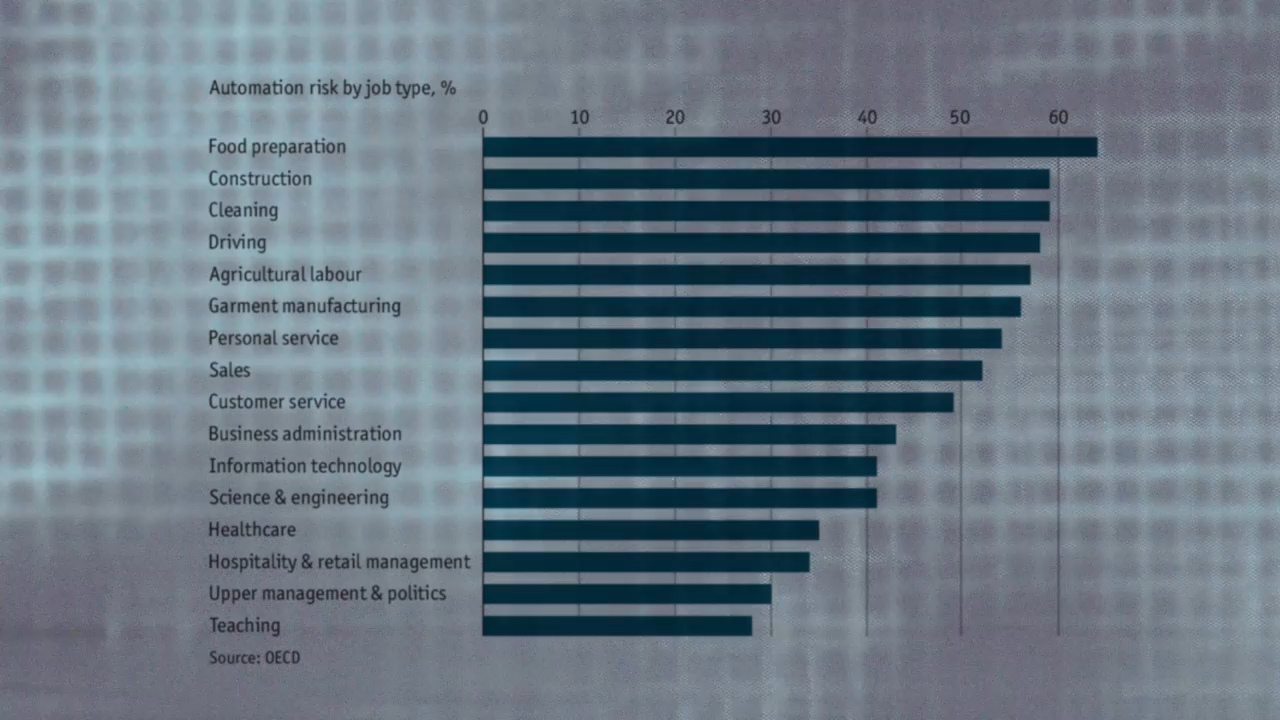 Automation risk by job type, %
0 10 20 30 40 50 60
Food preparation
Construction
Cleaning
Driving
Agricultural labour
Garment manufacturing
Personal service
Sales
Customer service
Business administration
Information technology
Science & engineering
Healthcare
Hospitality & retail management
Upper management & politics
Teaching
Source: OECD